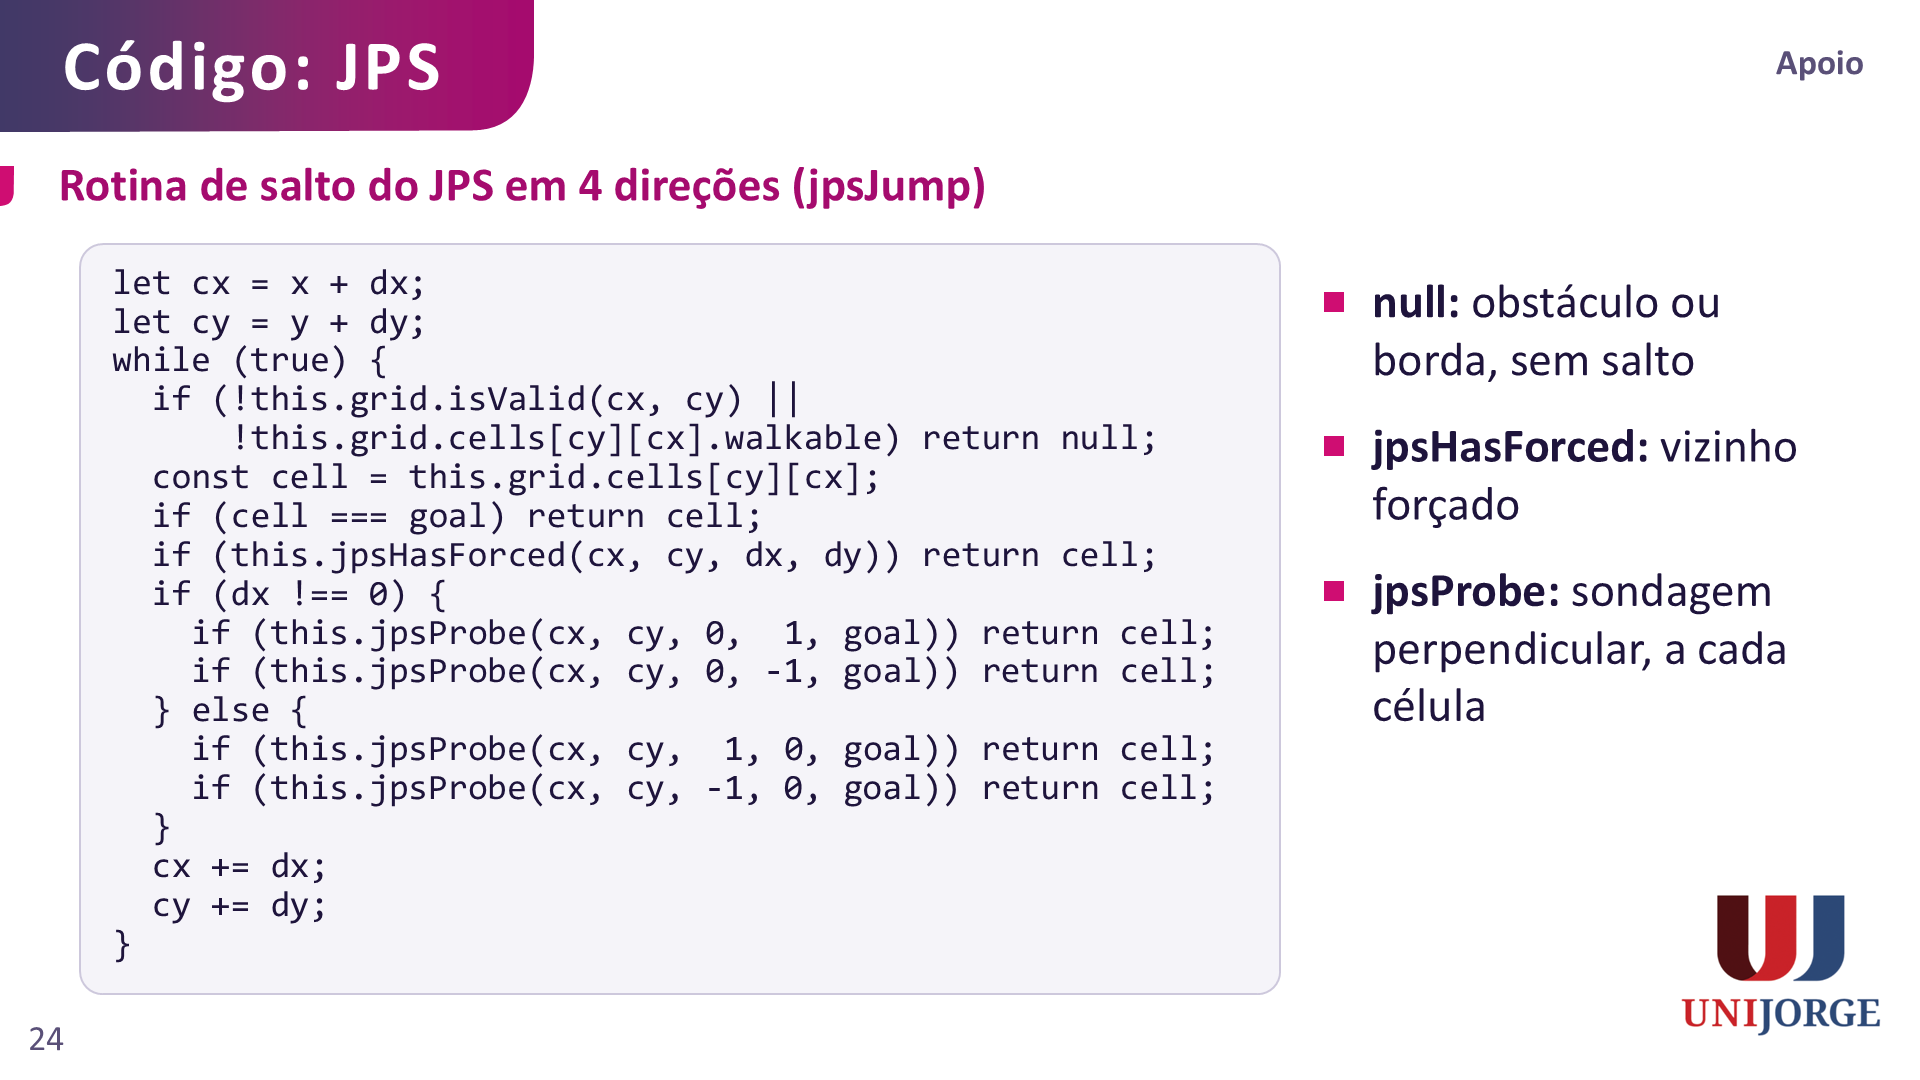 Código: JPS
Apoio
Rotina de salto do JPS em 4 direções (jpsJump)
let cx = x + dx;
let cy = y + dy;
while (true) {
  if (!this.grid.isValid(cx, cy) ||
      !this.grid.cells[cy][cx].walkable) return null;
  const cell = this.grid.cells[cy][cx];
  if (cell === goal) return cell;
  if (this.jpsHasForced(cx, cy, dx, dy)) return cell;
  if (dx !== 0) {
    if (this.jpsProbe(cx, cy, 0,  1, goal)) return cell;
    if (this.jpsProbe(cx, cy, 0, -1, goal)) return cell;
  } else {
    if (this.jpsProbe(cx, cy,  1, 0, goal)) return cell;
    if (this.jpsProbe(cx, cy, -1, 0, goal)) return cell;
  }
  cx += dx;
  cy += dy;
}
null: obstáculo ou
borda, sem salto
jpsHasForced: vizinho
forçado
jpsProbe: sondagem
perpendicular, a cada
célula
UNIJORGE
24